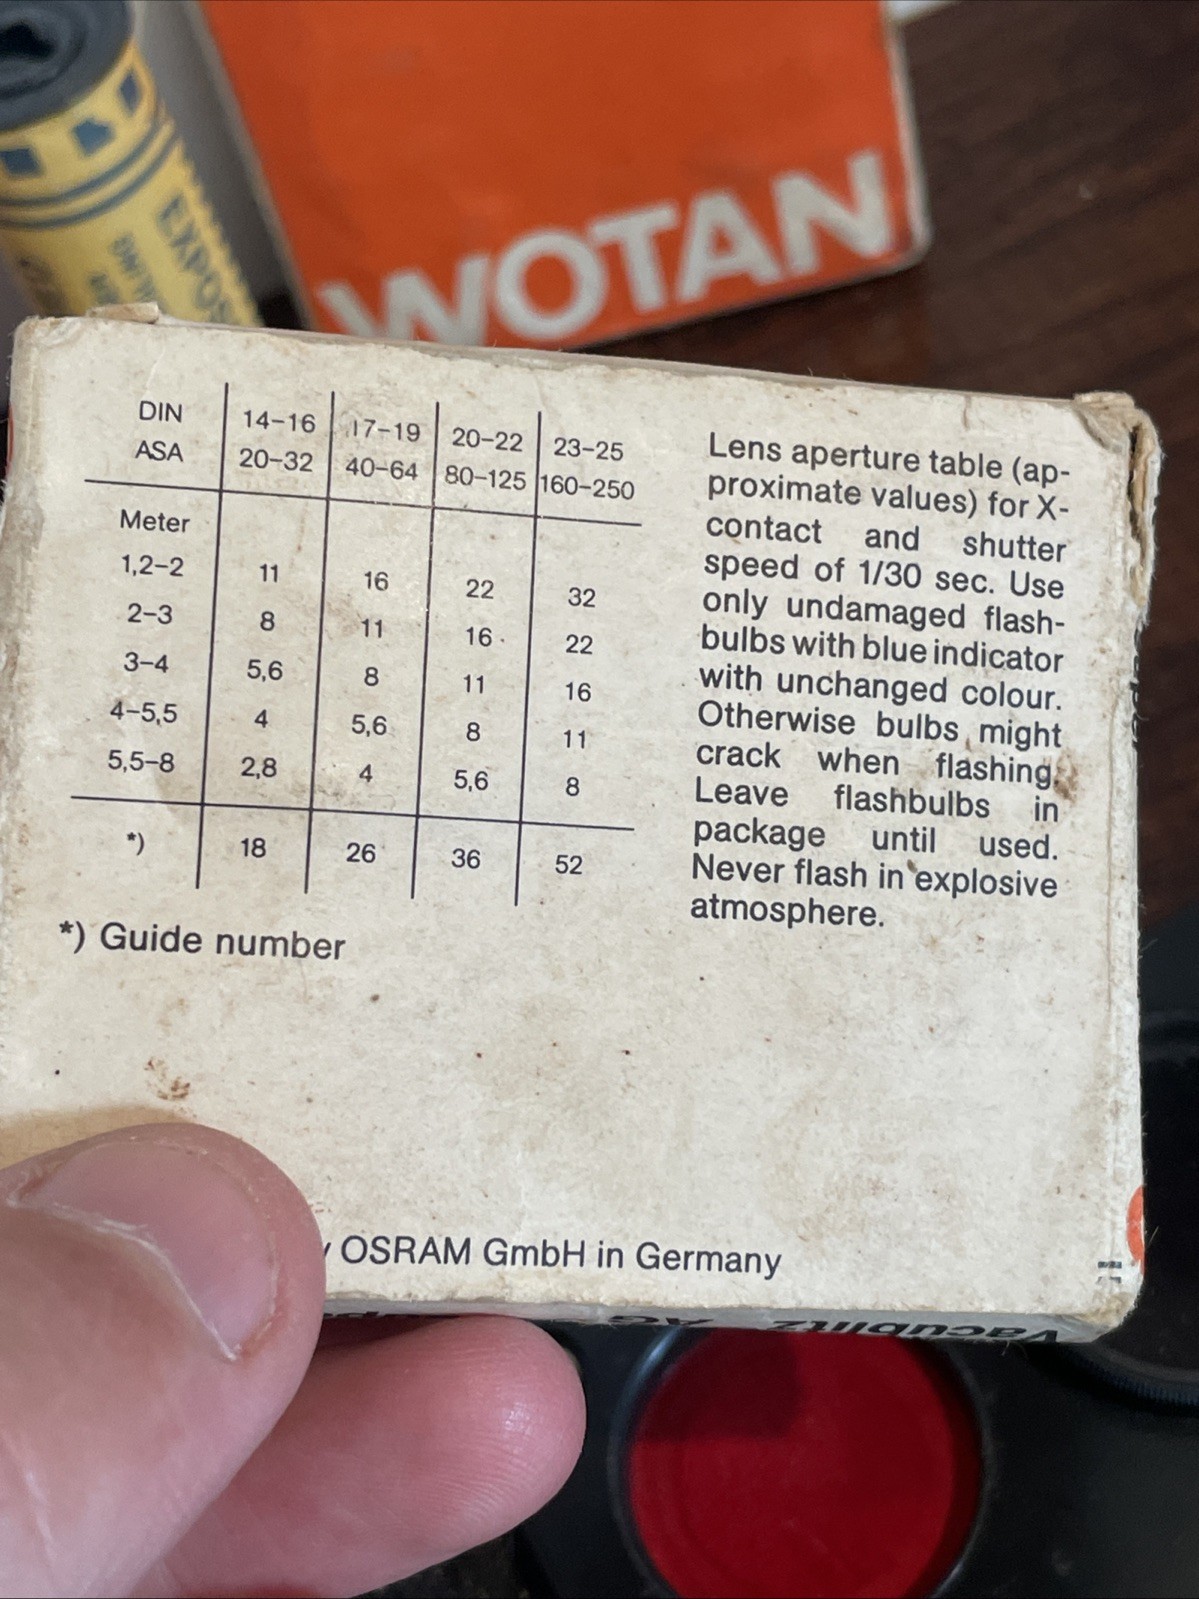 WOTAN
EXPOS
DIN 14-16 17-19 20-22 23-25
ASA 20-32 40-64 80-125 160-250
Meter
1,2-2 11 16 22 32
2-3 8 11 16 22
3-4 5,6 8 11 16
4-5,5 4 5,6 8 11
5,5-8 2,8 4 5,6 8
*) 18 26 36 52
*) Guide number
Lens aperture table (ap-
proximate values) for X-
contact and shutter
speed of 1/30 sec. Use
only undamaged flash-
bulbs with blue indicator
with unchanged colour.
Otherwise bulbs might
crack when flashing.
Leave flashbulbs in
package until used.
Never flash in explosive
atmosphere.
OSRAM GmbH in Germany
Vacublitz AG